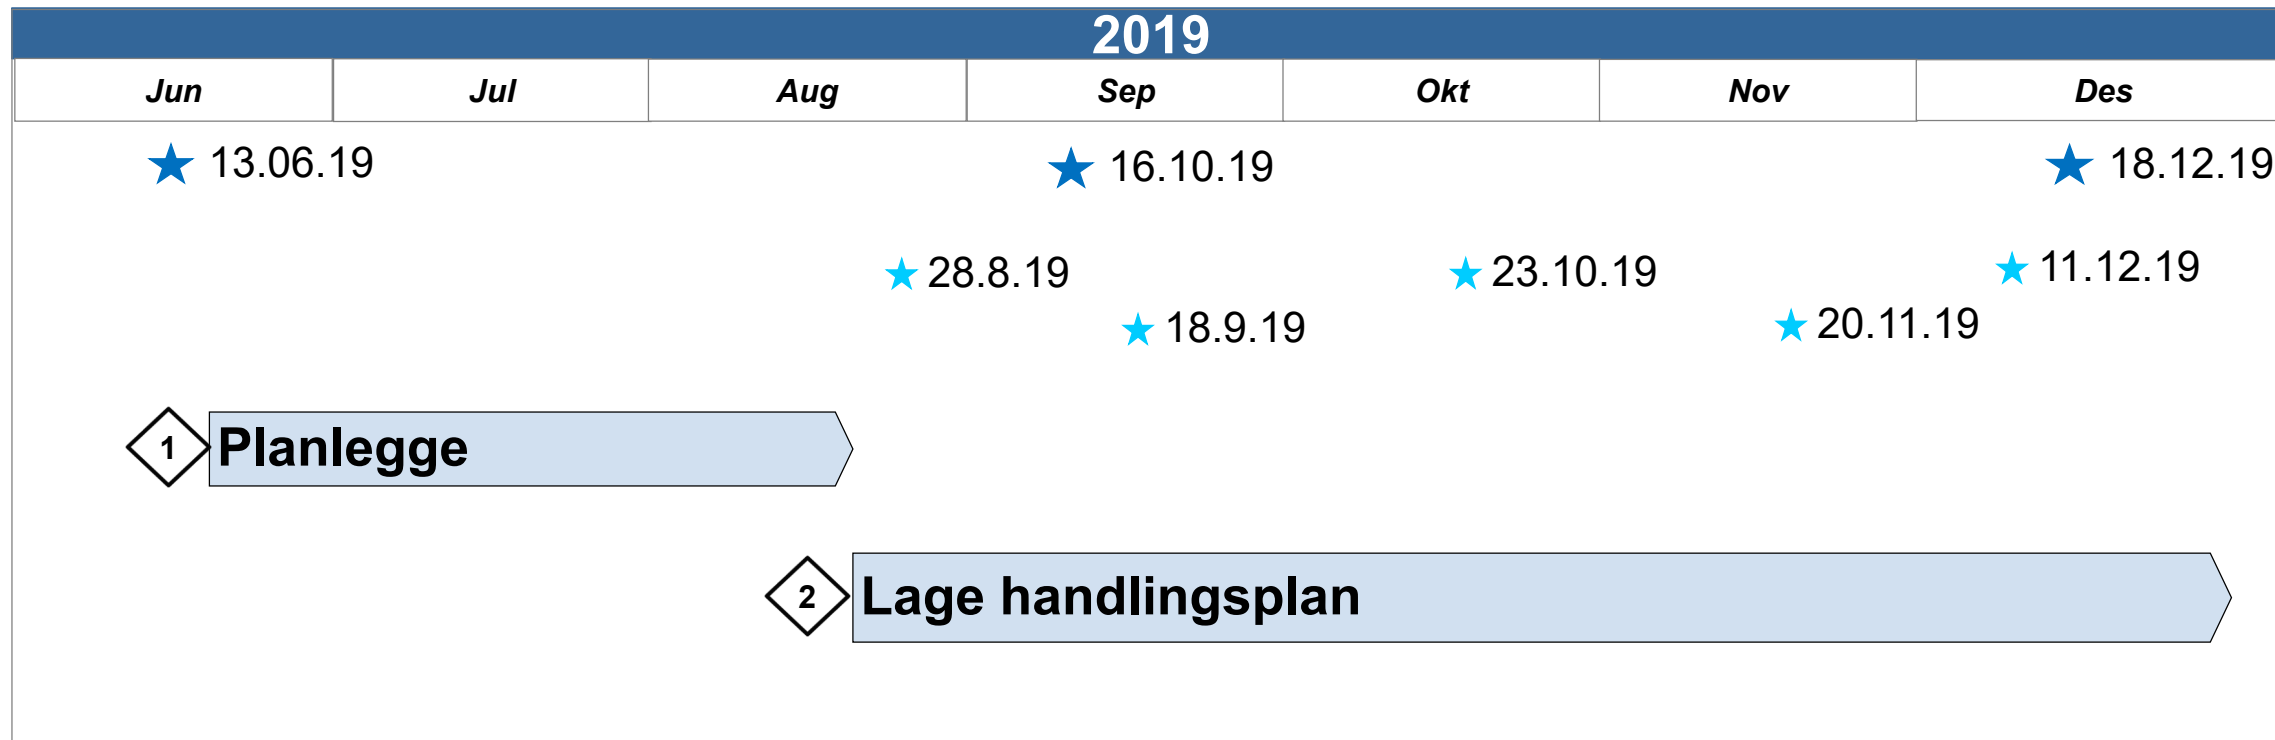 2019
Jun Jul Aug Sep Okt Nov Des
13.06.19 16.10.19 18.12.19
28.8.19 23.10.19 11.12.19
18.9.19 20.11.19
1 Planlegge
2 Lage handlingsplan